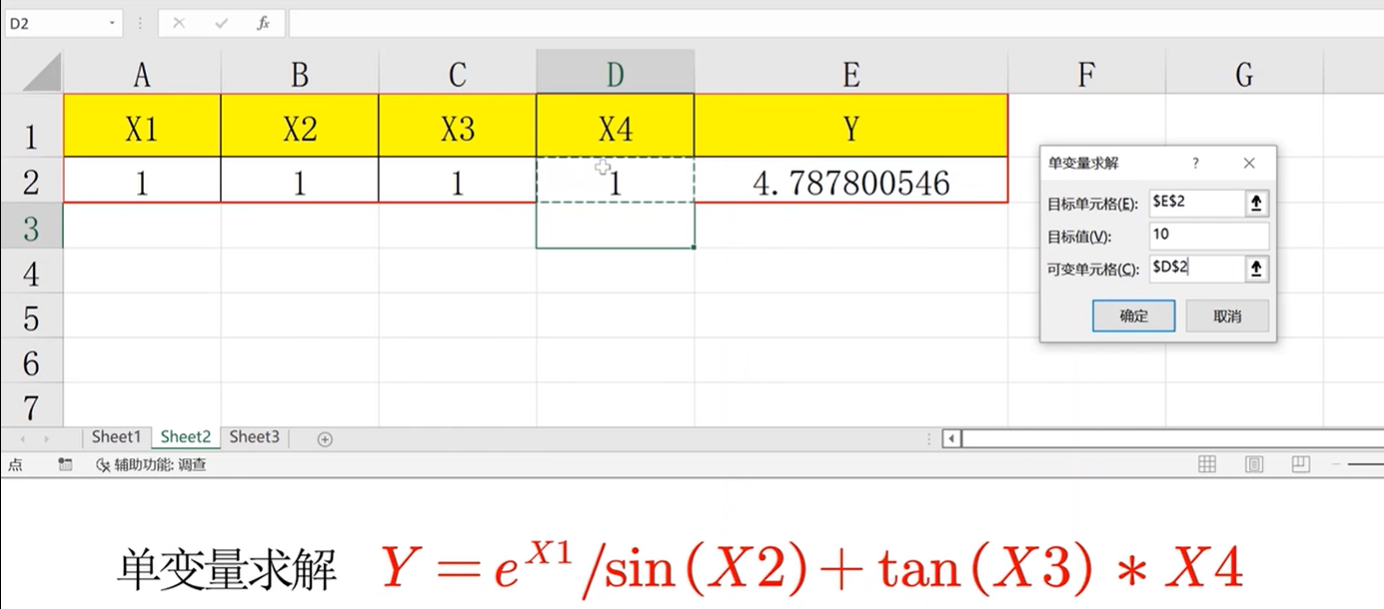 D2 fx
A B C D E F G
1 X1 X2 X3 X4 Y
2 1 1 1 1 4.787800546
3
4
5
6
7
单变量求解 ?
目标单元格(E): $E$2
目标值(V): 10
可变单元格(C): $D$2
确定 取消
Sheet1 Sheet2 Sheet3
点 辅助功能: 调查
单变量求解 Y = e^{X1}/sin(X2) + tan(X3) * X4